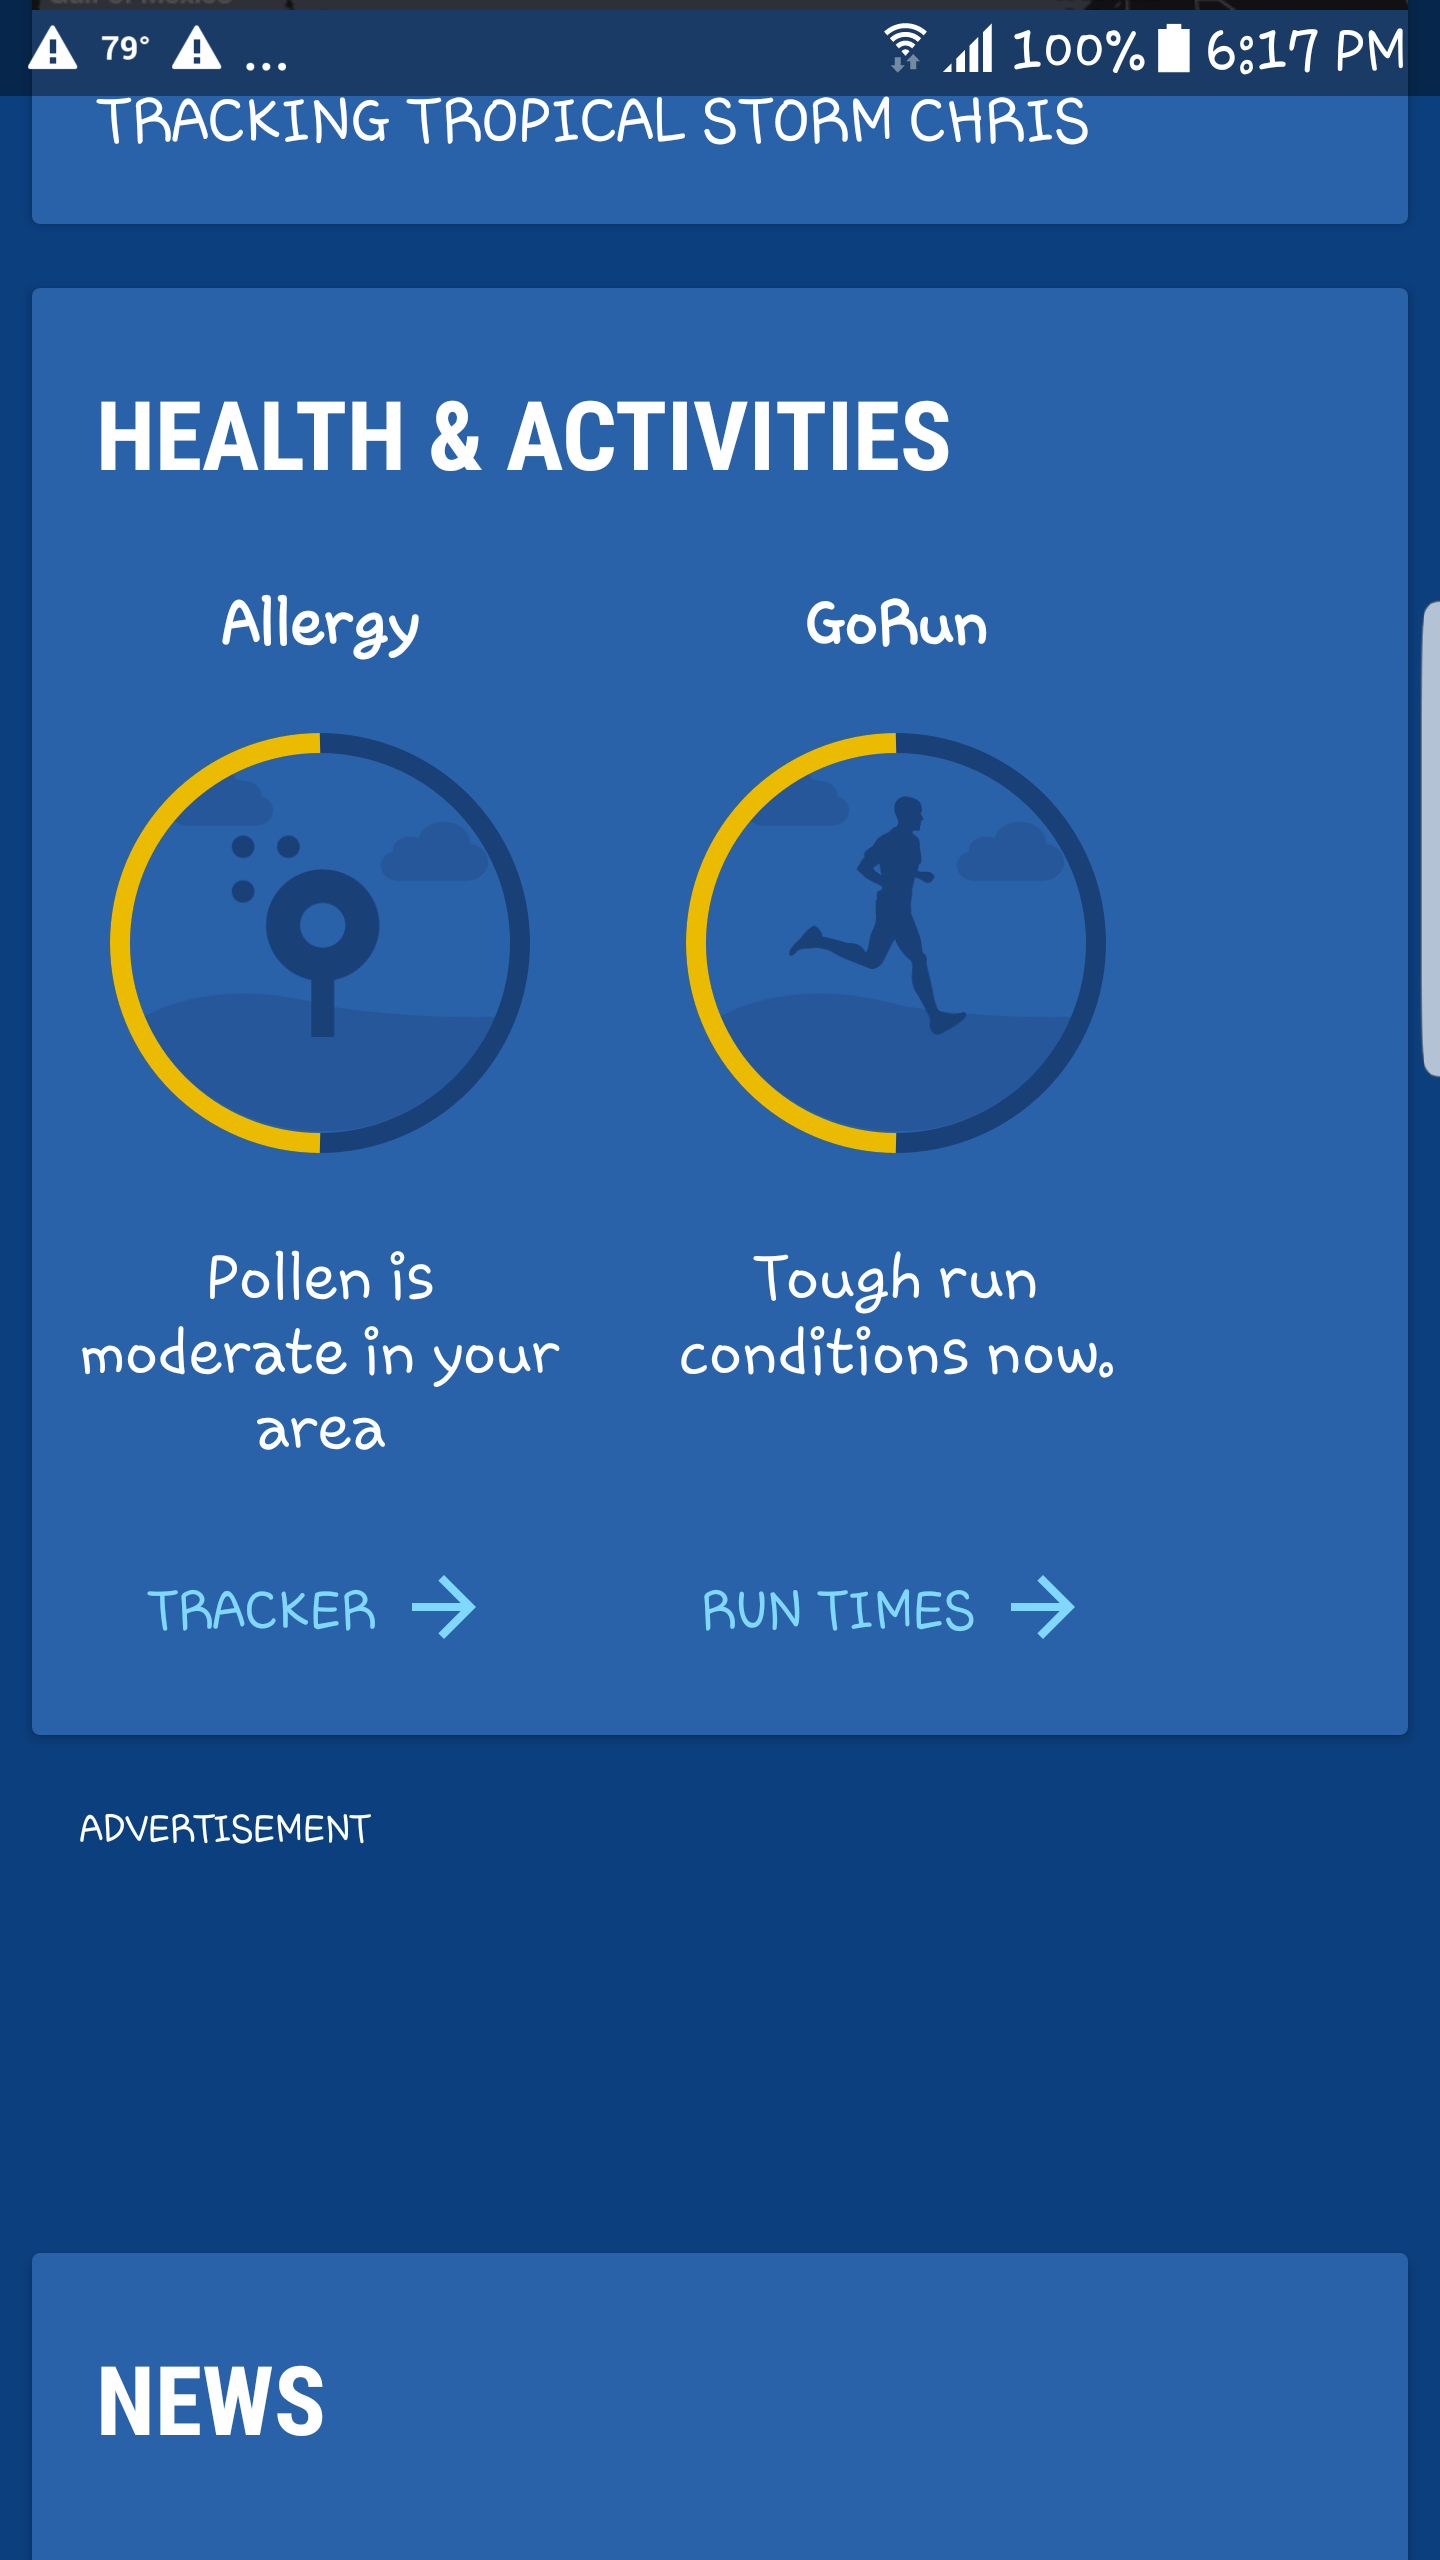 79° ... 100% 6:17 PM
TRACKING TROPICAL STORM CHRIS
HEALTH & ACTIVITIES
Allergy
GoRun
Pollen is
moderate in your
area
Tough run
conditions now.
TRACKER
RUN TIMES
ADVERTISEMENT
NEWS